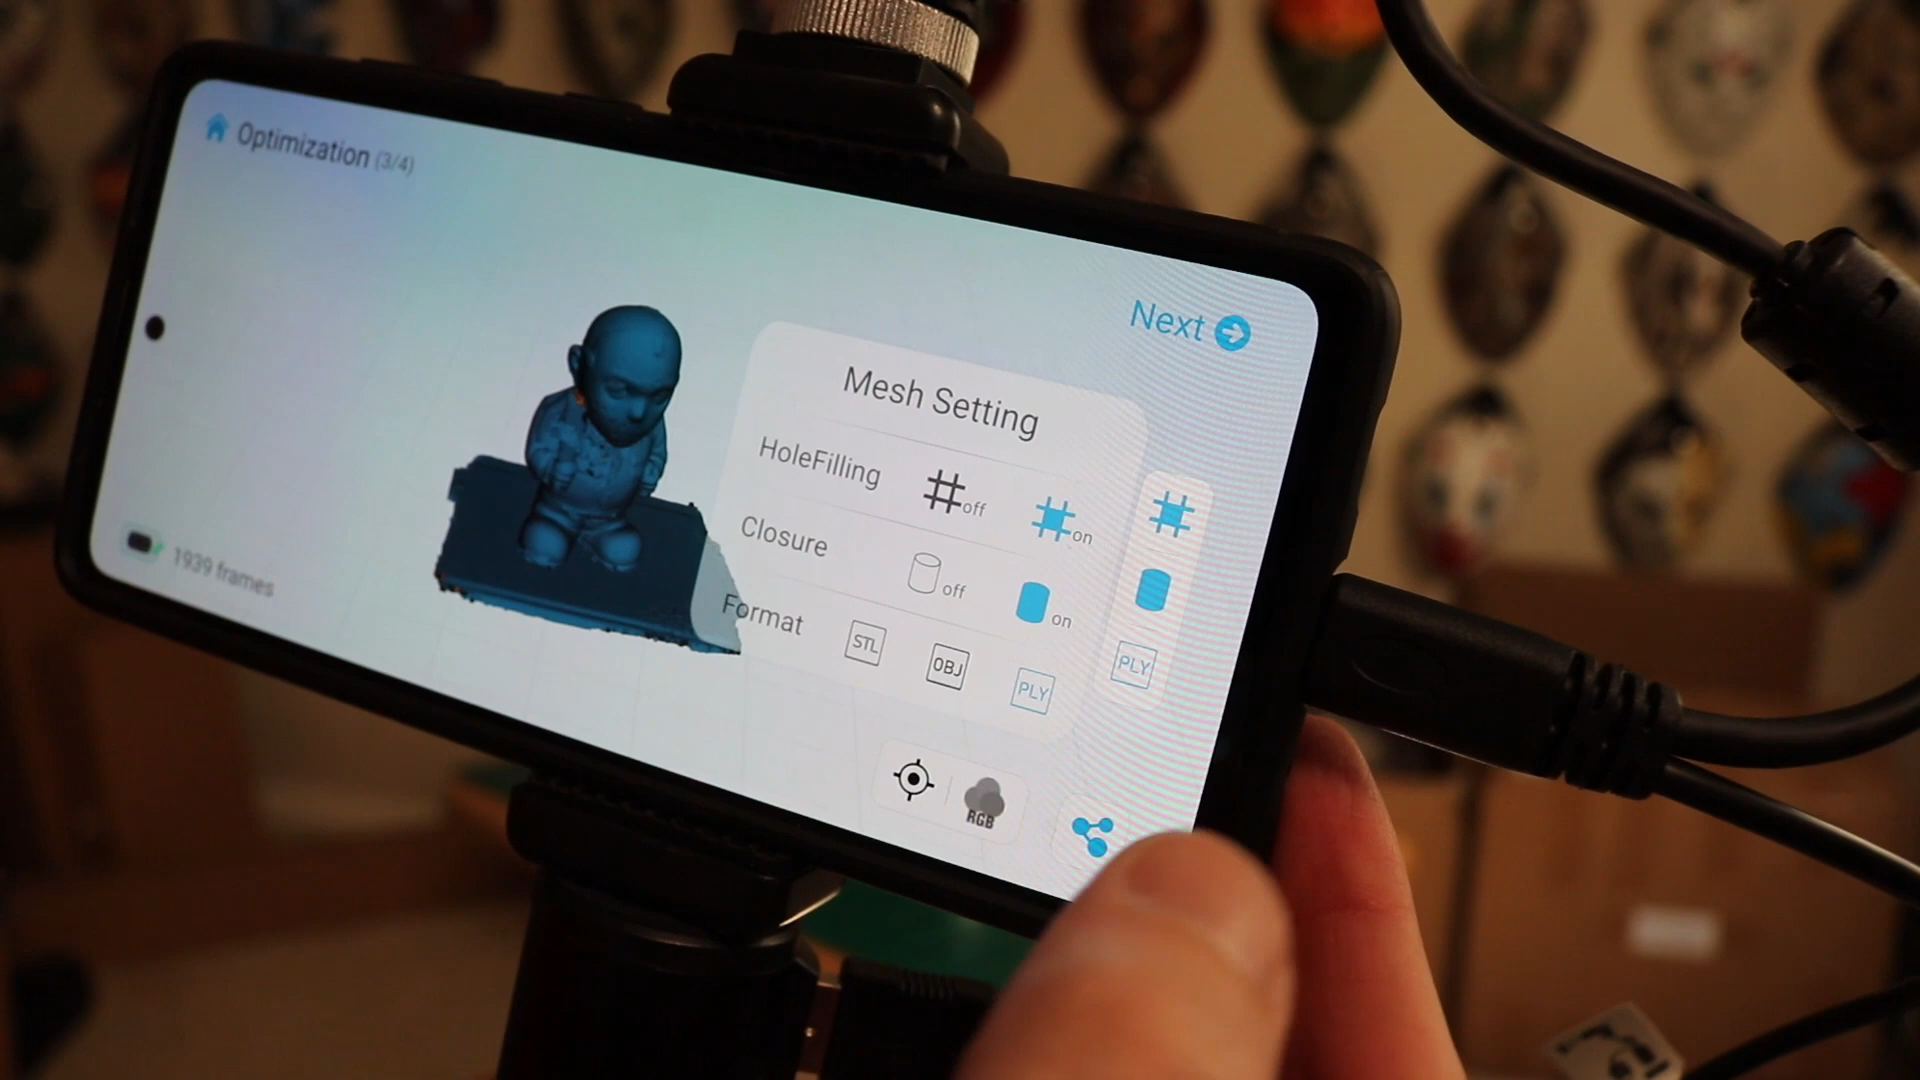 Optimization (3/4)
Next
Mesh Setting
HoleFilling
off
on
Closure
off
on
Format
STL
OBJ
PLY
PLY
RGB
1939 frames